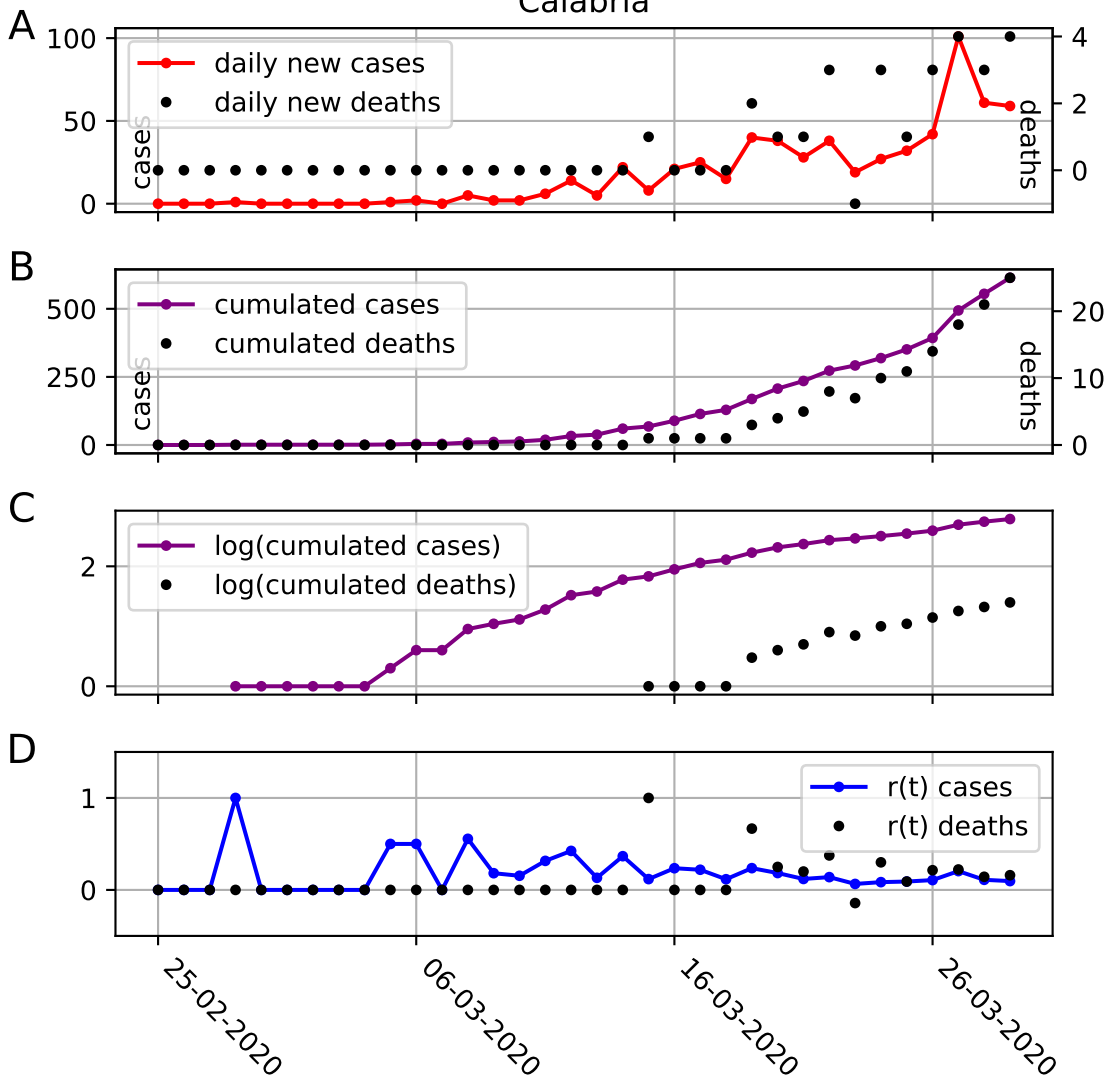 Calabria
A
100
50
0
cases
daily new cases
daily new deaths
4
2
0
deaths
B
500
250
0
cases
cumulated cases
cumulated deaths
20
10
0
deaths
C
2
0
log(cumulated cases)
log(cumulated deaths)
D
1
0
r(t) cases
r(t) deaths
25-02-2020
06-03-2020
16-03-2020
26-03-2020